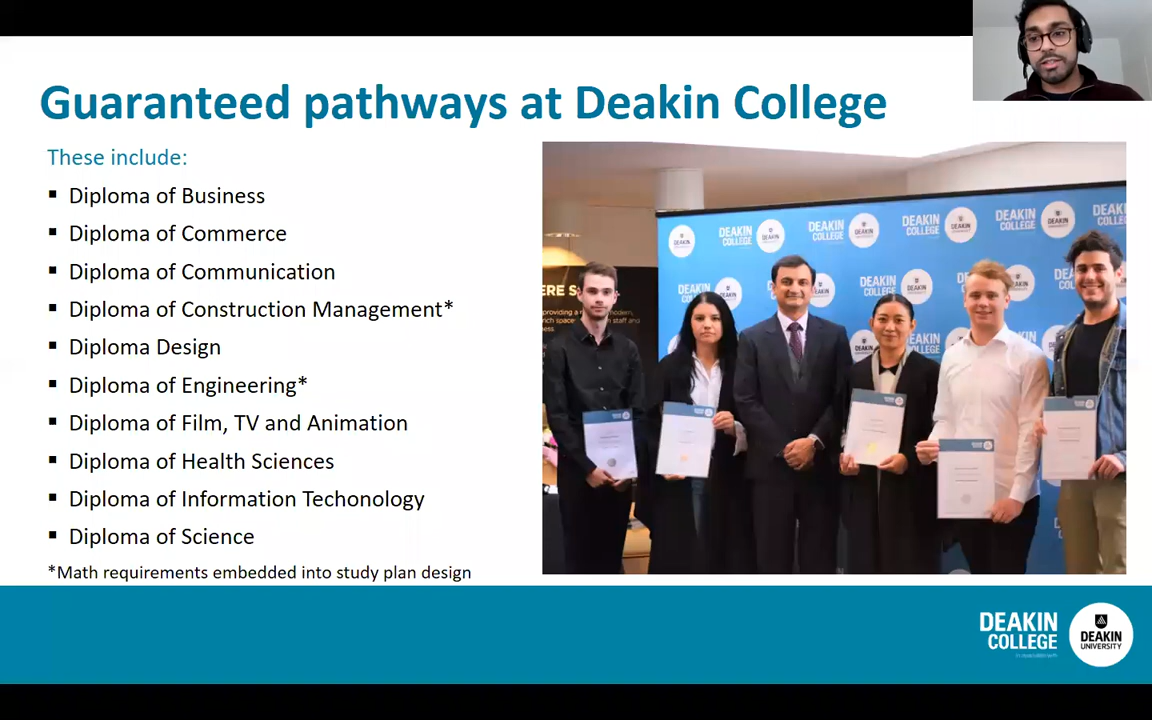 Guaranteed pathways at Deakin College
These include:
▪ Diploma of Business
▪ Diploma of Commerce
▪ Diploma of Communication
▪ Diploma of Construction Management*
▪ Diploma Design
▪ Diploma of Engineering*
▪ Diploma of Film, TV and Animation
▪ Diploma of Health Sciences
▪ Diploma of Information Techonology
▪ Diploma of Science
*Math requirements embedded into study plan design
DEAKIN
COLLEGE
DEAKIN
UNIVERSITY